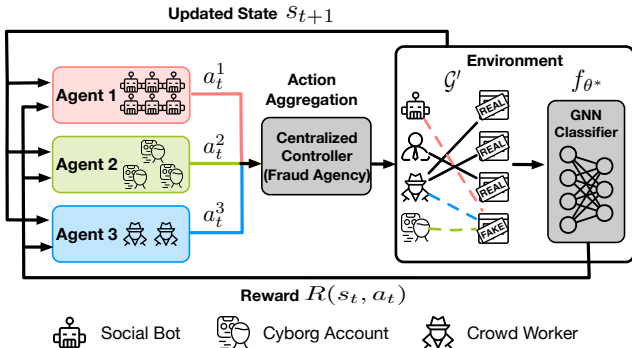 Updated State $s_{t+1}$
Environment
Agent 1
$a_t^1$
Action
Aggregation
$\mathcal{G}'$
$f_{\theta^*}$
REAL
GNN
Classifier
Agent 2
$a_t^2$
Centralized
Controller
(Fraud Agency)
REAL
REAL
Agent 3
$a_t^3$
FAKE
Reward $R(s_t, a_t)$
Social Bot
Cyborg Account
Crowd Worker